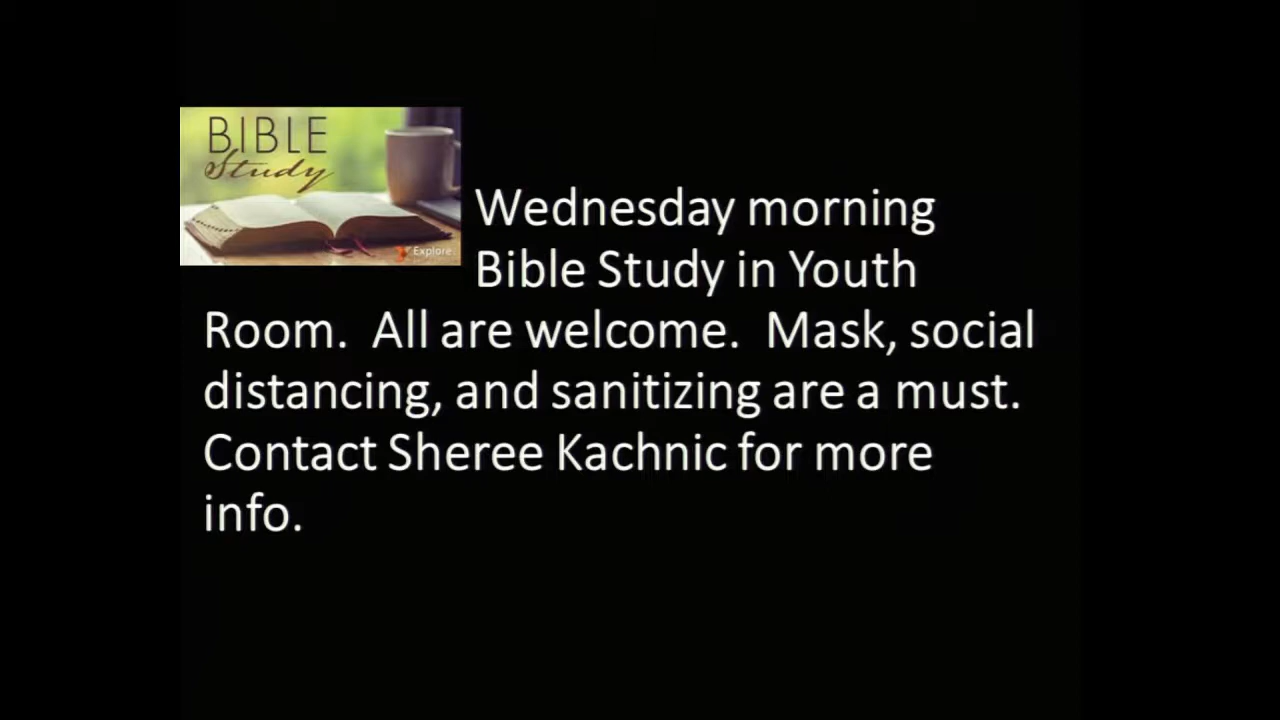 BIBLE
Study
Explore
Wednesday morning
Bible Study in Youth
Room.  All are welcome.  Mask, social
distancing, and sanitizing are a must.
Contact Sheree Kachnic for more
info.